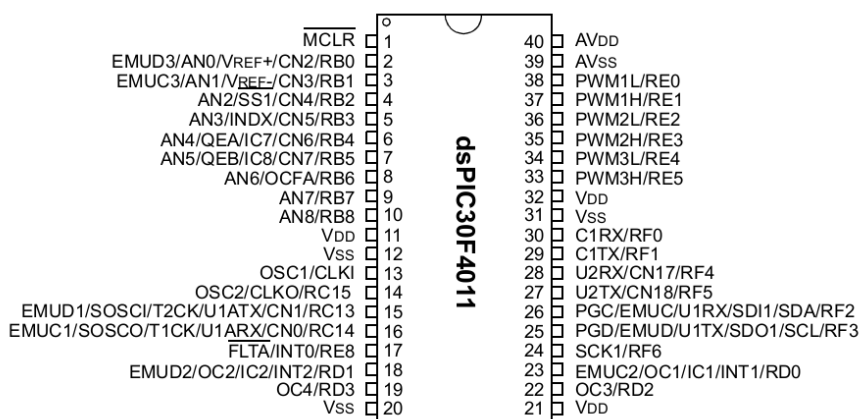 MCLR 1 40 AVDD
EMUD3/AN0/VREF+/CN2/RB0 2 39 AVSS
EMUC3/AN1/VREF-/CN3/RB1 3 38 PWM1L/RE0
AN2/SS1/CN4/RB2 4 37 PWM1H/RE1
AN3/INDX/CN5/RB3 5 36 PWM2L/RE2
AN4/QEA/IC7/CN6/RB4 6 35 PWM2H/RE3
AN5/QEB/IC8/CN7/RB5 7 34 PWM3L/RE4
AN6/OCFA/RB6 8 33 PWM3H/RE5
AN7/RB7 9 32 VDD
AN8/RB8 10 31 VSS
VDD 11 30 C1RX/RF0
VSS 12 29 C1TX/RF1
OSC1/CLKI 13 28 U2RX/CN17/RF4
OSC2/CLKO/RC15 14 27 U2TX/CN18/RF5
EMUD1/SOSCI/T2CK/U1ATX/CN1/RC13 15 26 PGC/EMUC/U1RX/SDI1/SDA/RF2
EMUC1/SOSCO/T1CK/U1ARX/CN0/RC14 16 25 PGD/EMUD/U1TX/SDO1/SCL/RF3
FLTA/INT0/RE8 17 24 SCK1/RF6
EMUD2/OC2/IC2/INT2/RD1 18 23 EMUC2/OC1/IC1/INT1/RD0
OC4/RD3 19 22 OC3/RD2
VSS 20 21 VDD
dsPIC30F4011